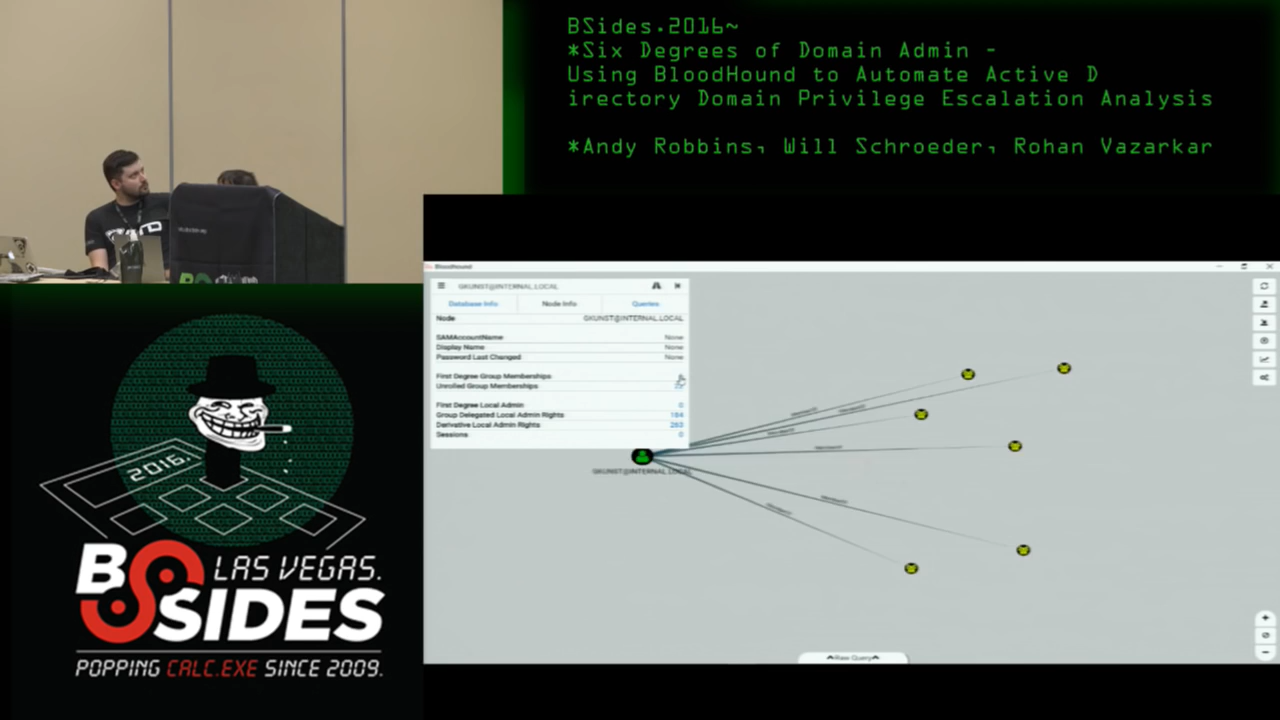 BSides.2016~
*Six Degrees of Domain Admin -
Using BloodHound to Automate Active D
irectory Domain Privilege Escalation Analysis
*Andy Robbins, Will Schroeder, Rohan Vazarkar
BloodHound
GKUNST@INTERNAL.LOCAL
Database Info Node Info Queries
Node GKUNST@INTERNAL.LOCAL
SAMAccountName None
Display Name None
Password Last Changed None
First Degree Group Memberships
Unrolled Group Memberships
First Degree Local Admin 0
Group Delegated Local Admin Rights 184
Derivative Local Admin Rights 260
Sessions 0
GKUNST@INTERNAL.LOCAL
Raw Query
2016.
BSIDES LAS VEGAS.
POPPING CALC.EXE SINCE 2009.